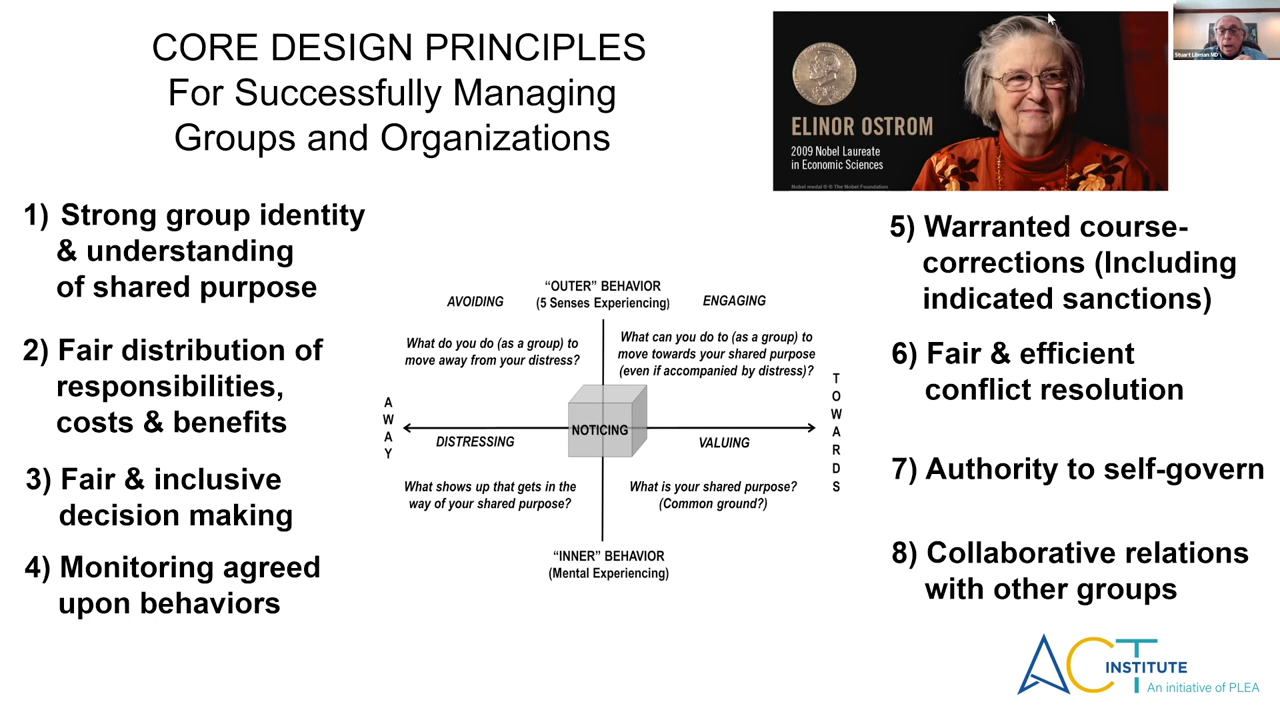 CORE DESIGN PRINCIPLES
For Successfully Managing
Groups and Organizations
ELINOR OSTROM
2009 Nobel Laureate
in Economic Sciences
Nobel medal ® © The Nobel Foundation
Stuart Libman MD
1) Strong group identity
& understanding
of shared purpose
2) Fair distribution of
responsibilities,
costs & benefits
3) Fair & inclusive
decision making
4) Monitoring agreed
upon behaviors
“OUTER” BEHAVIOR
(5 Senses Experiencing)
AVOIDING
ENGAGING
What do you do (as a group) to
move away from your distress?
What can you do to (as a group) to
move towards your shared purpose
(even if accompanied by distress)?
AWAY
NOTICING
TOWARDS
DISTRESSING
VALUING
What shows up that gets in the
way of your shared purpose?
What is your shared purpose?
(Common ground?)
“INNER” BEHAVIOR
(Mental Experiencing)
5) Warranted course-
corrections (Including
indicated sanctions)
6) Fair & efficient
conflict resolution
7) Authority to self-govern
8) Collaborative relations
with other groups
ACT
INSTITUTE
An initiative of PLEA